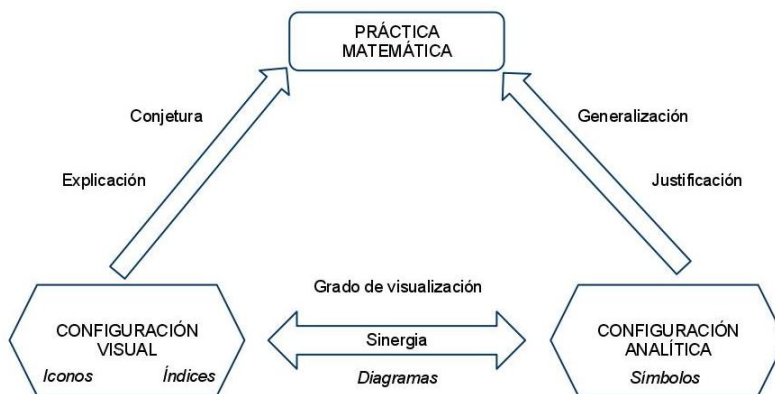 PRÁCTICA
MATEMÁTICA
Conjetura
Generalización
Explicación
Justificación
Grado de visualización
CONFIGURACIÓN
VISUAL
Iconos Índices
Sinergia
Diagramas
CONFIGURACIÓN
ANALÍTICA
Símbolos